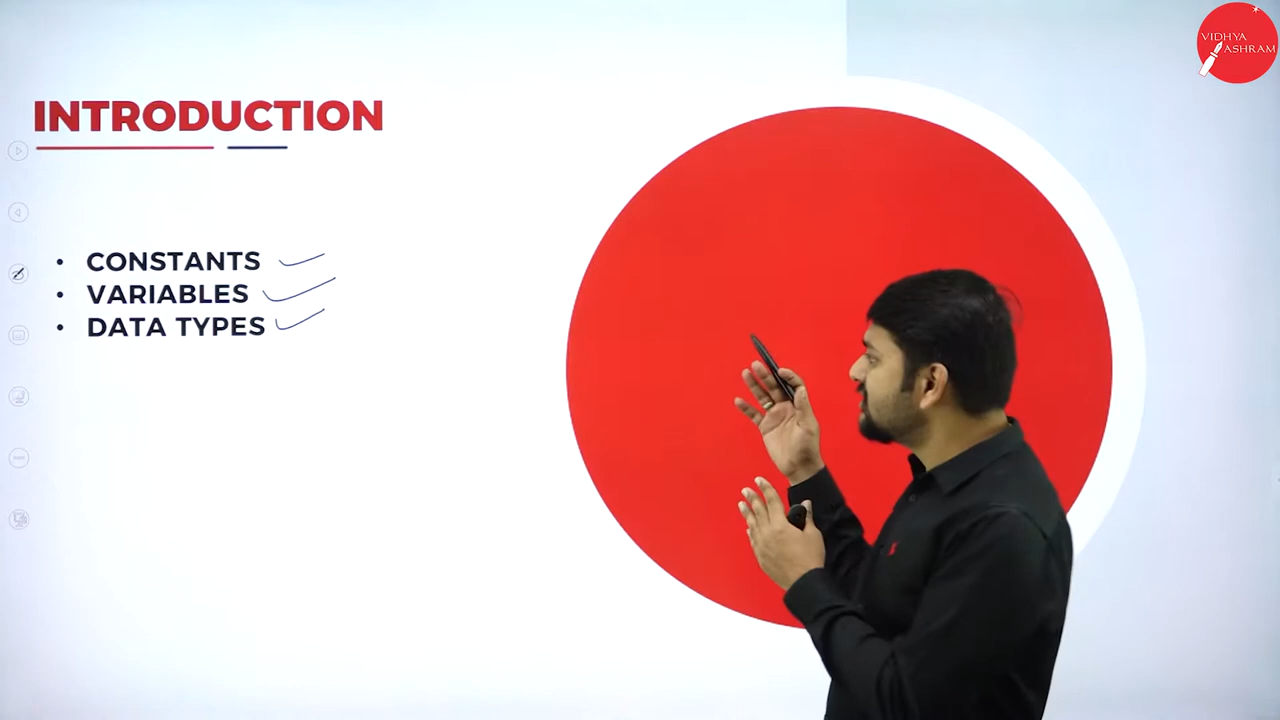 VIDHYA
ASHRAM
INTRODUCTION
• CONSTANTS
• VARIABLES
• DATA TYPES